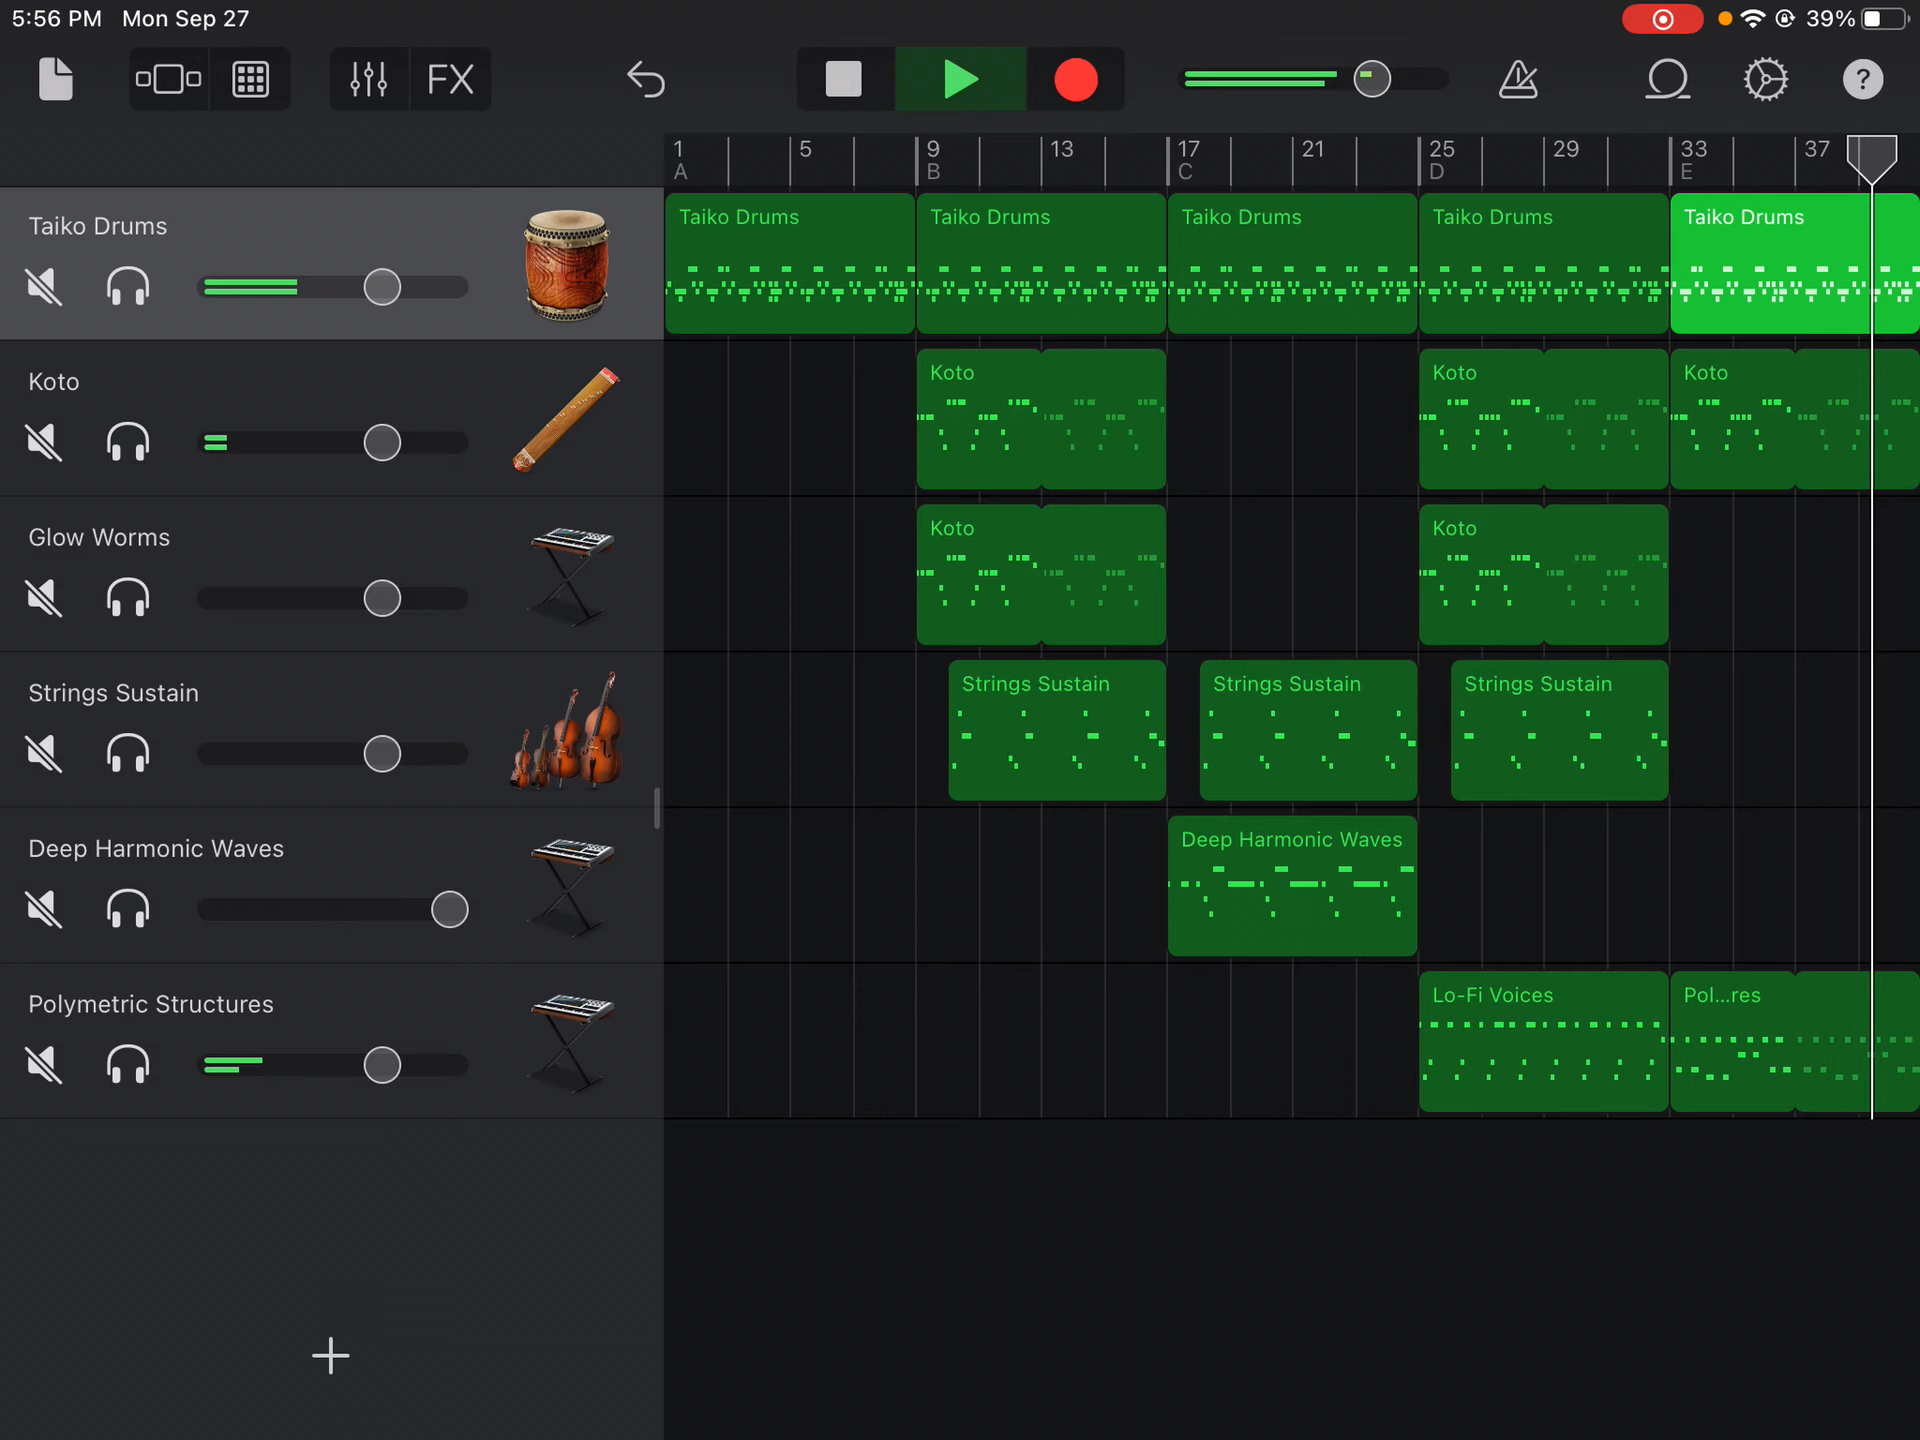 5:56 PM Mon Sep 27
39%
FX
?
1 5 9 13 17 21 25 29 33 37
A B C D E
Taiko Drums
Taiko Drums Taiko Drums Taiko Drums Taiko Drums Taiko Drums
Koto
Koto Koto Koto
Glow Worms
Koto Koto
Strings Sustain
Strings Sustain Strings Sustain Strings Sustain
Deep Harmonic Waves
Deep Harmonic Waves
Polymetric Structures
Lo-Fi Voices Pol...res